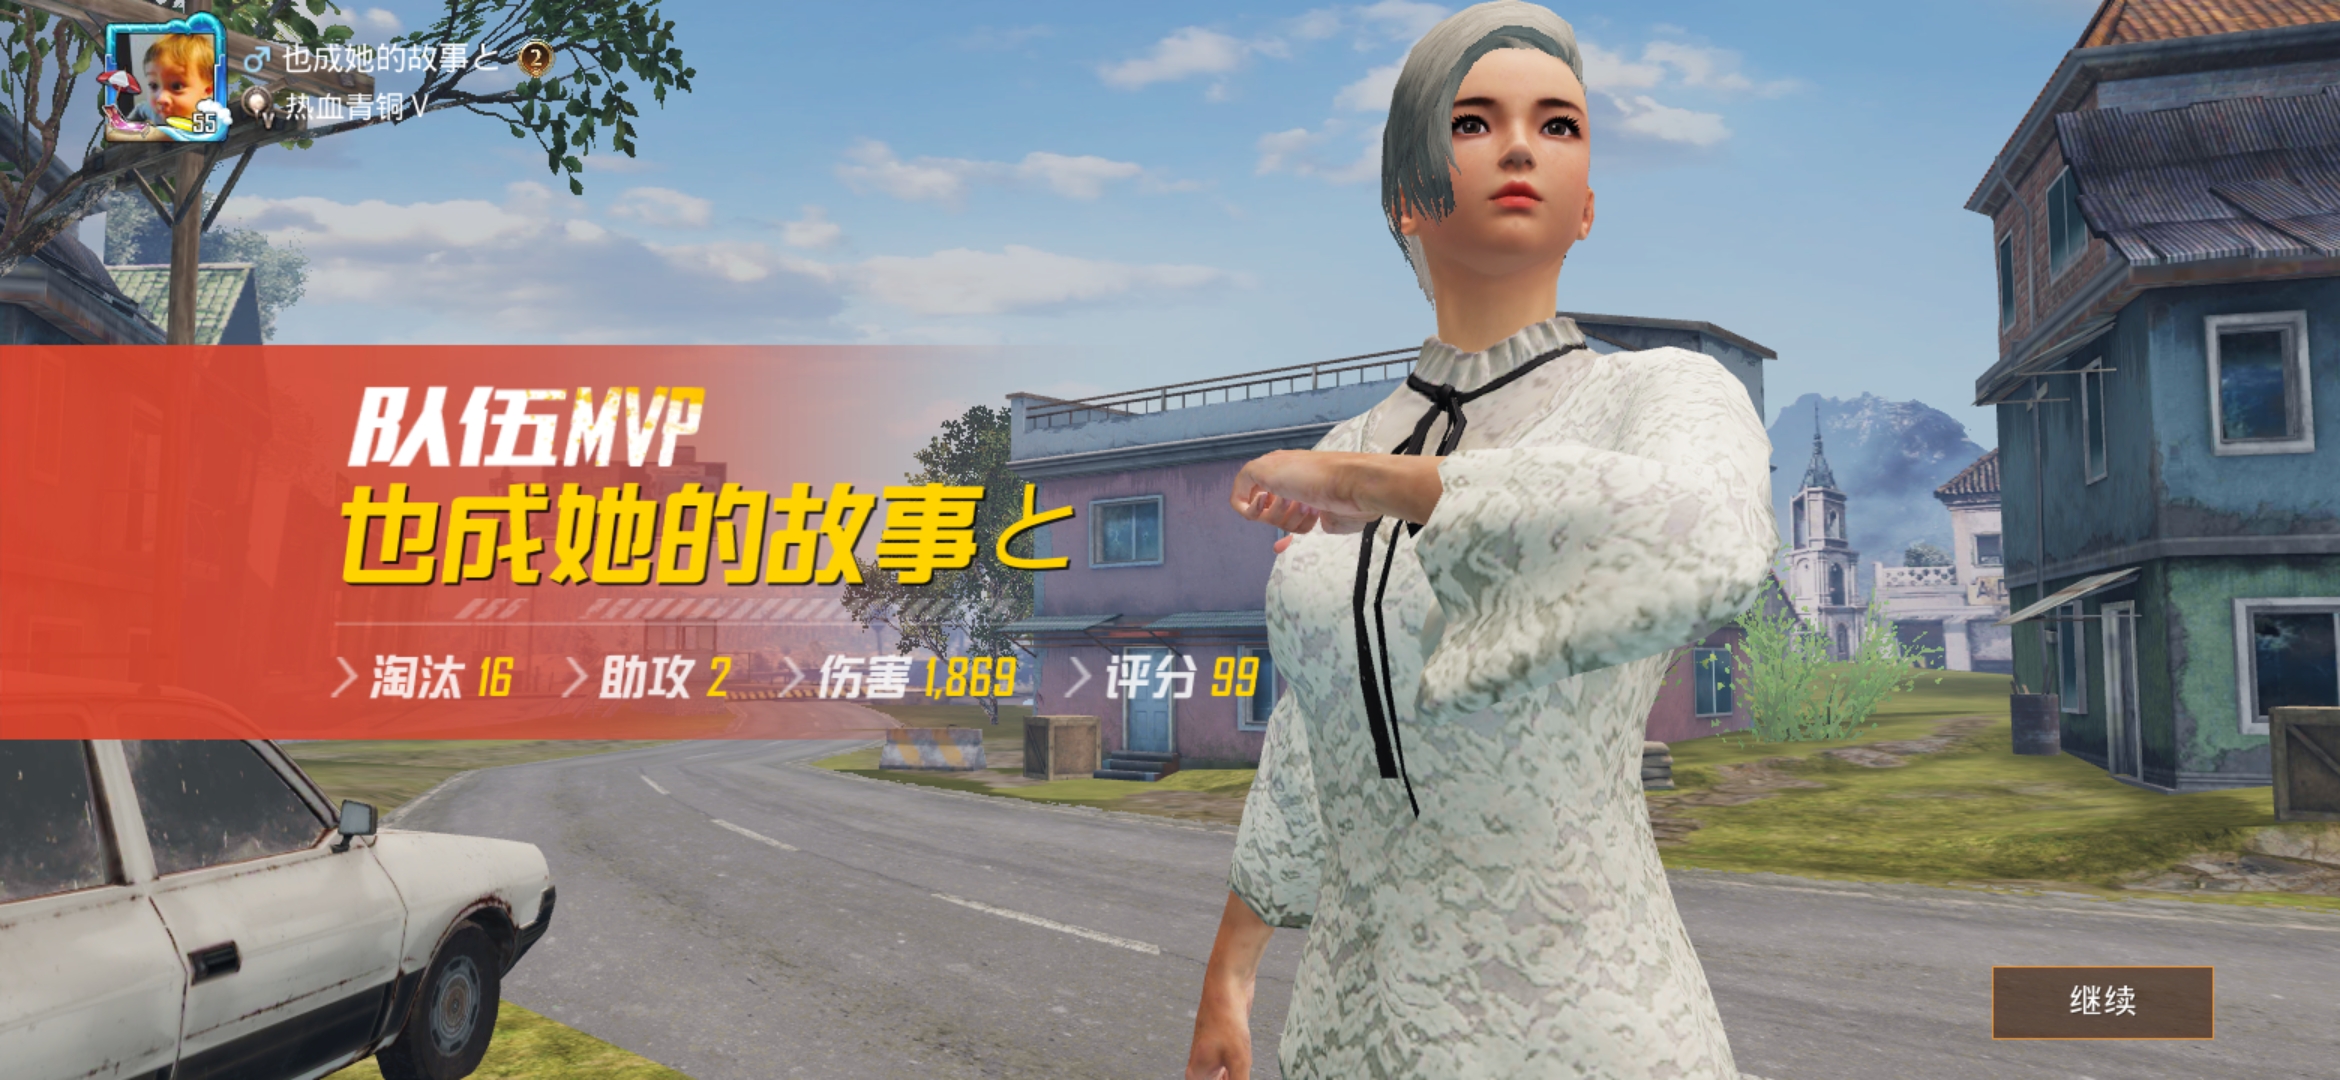 也成她的故事と 2
热血青铜 V
V
55
队伍MVP
也成她的故事と
淘汰 16 助攻 2 伤害 1,869 评分 99
继续